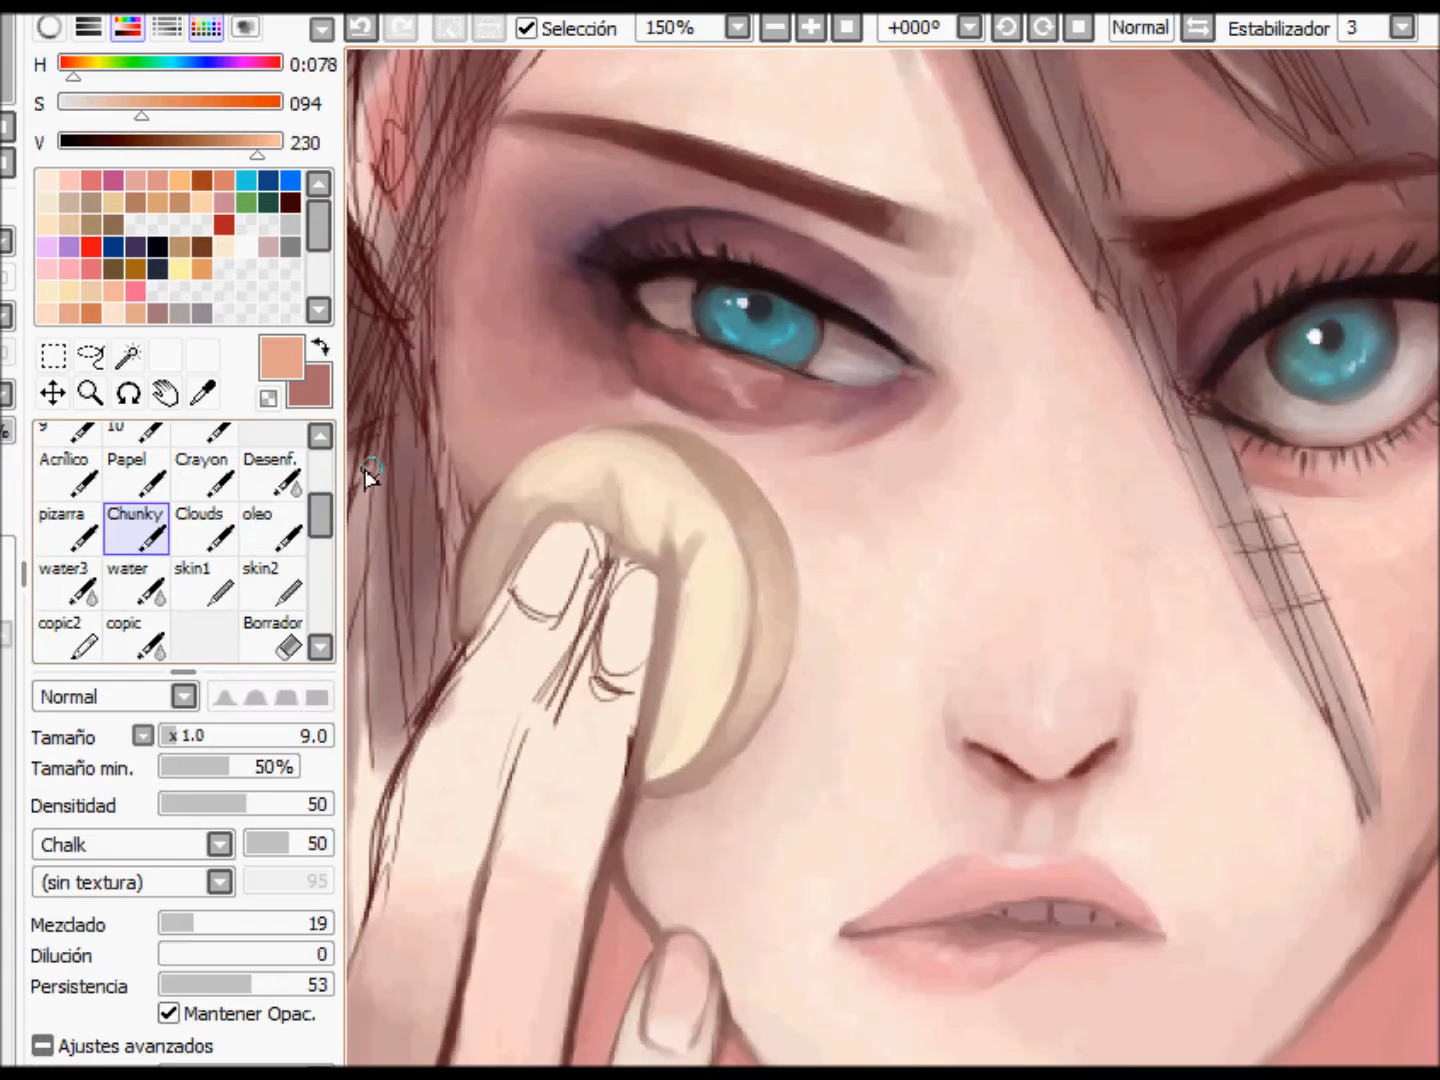 Selección 150% +000º Normal Estabilizador 3
H 0:078
S 094
V 230
9 10
Acrílico Papel Crayon Desenf.
pizarra Chunky Clouds oleo
water3 water skin1 skin2
copic2 copic Borrador
Normal
Tamaño x 1.0 9.0
Tamaño min. 50%
Densitidad 50
Chalk 50
(sin textura) 95
Mezclado 19
Dilución 0
Persistencia 53
Mantener Opac.
Ajustes avanzados